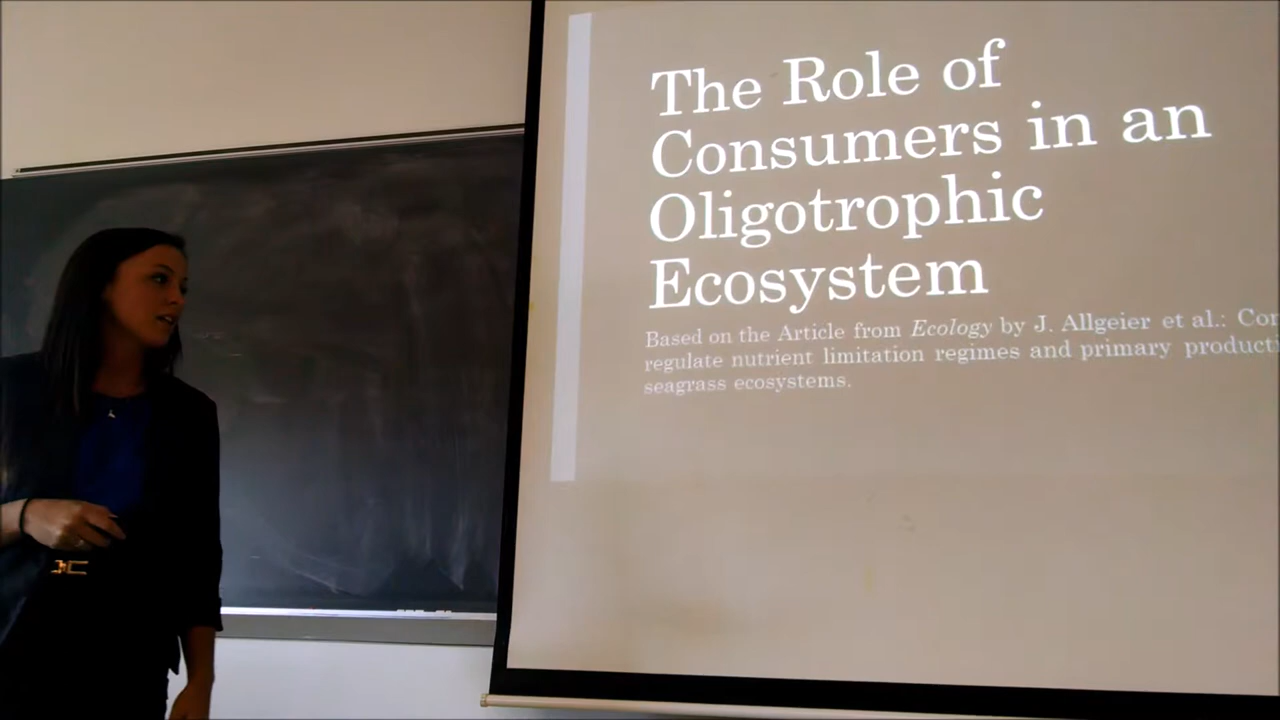 The Role of
Consumers in an
Oligotrophic
Ecosystem
Based on the Article from Ecology by J. Allgeier et al.:
regulate nutrient limitation regimes and primary
seagrass ecosystems.